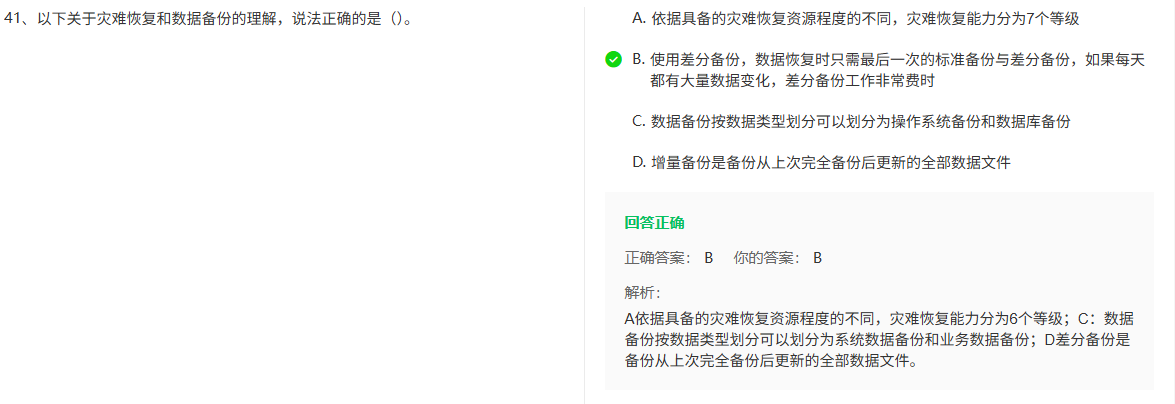 41、以下关于灾难恢复和数据备份的理解，说法正确的是（）。
A. 依据具备的灾难恢复资源程度的不同，灾难恢复能力分为7个等级
B. 使用差分备份，数据恢复时只需最后一次的标准备份与差分备份，如果每天
都有大量数据变化，差分备份工作非常费时
C. 数据备份按数据类型划分可以划分为操作系统备份和数据库备份
D. 增量备份是备份从上次完全备份后更新的全部数据文件
回答正确
正确答案： B 你的答案： B
解析：
A依据具备的灾难恢复资源程度的不同，灾难恢复能力分为6个等级；C：数据
备份按数据类型划分可以划分为系统数据备份和业务数据备份；D差分备份是
备份从上次完全备份后更新的全部数据文件。